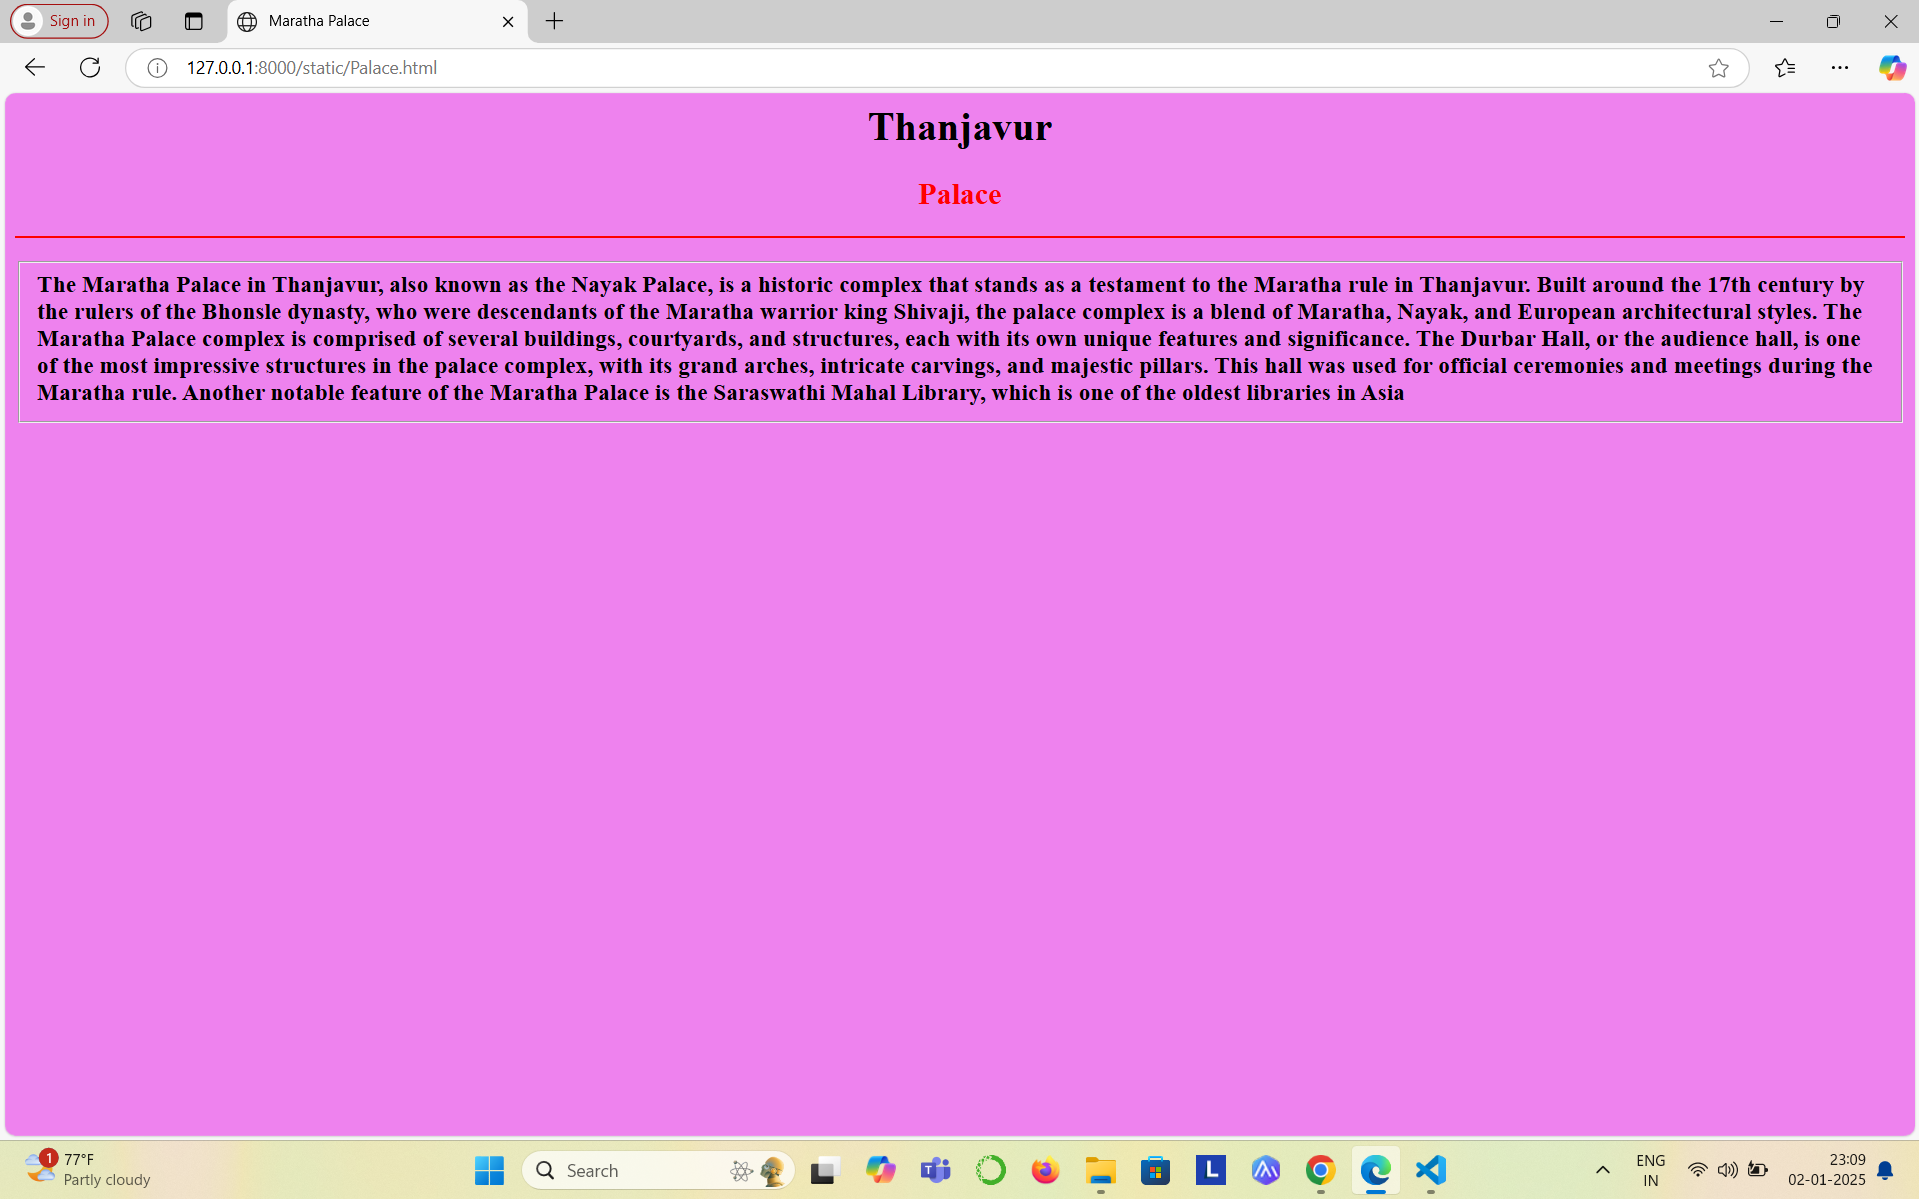 Sign in
Maratha Palace
127.0.0.1:8000/static/Palace.html
Thanjavur
Palace
The Maratha Palace in Thanjavur, also known as the Nayak Palace, is a historic complex that stands as a testament to the Maratha rule in Thanjavur. Built around the 17th century by
the rulers of the Bhonsle dynasty, who were descendants of the Maratha warrior king Shivaji, the palace complex is a blend of Maratha, Nayak, and European architectural styles. The
Maratha Palace complex is comprised of several buildings, courtyards, and structures, each with its own unique features and significance. The Durbar Hall, or the audience hall, is one
of the most impressive structures in the palace complex, with its grand arches, intricate carvings, and majestic pillars. This hall was used for official ceremonies and meetings during the
Maratha rule. Another notable feature of the Maratha Palace is the Saraswathi Mahal Library, which is one of the oldest libraries in Asia
1
77°F
Partly cloudy
Search
L
ENG
IN
23:09
02-01-2025